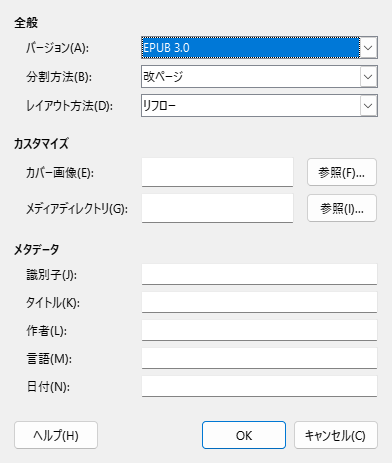 全般
バージョン(A): EPUB 3.0
分割方法(B): 改ページ
レイアウト方法(D): リフロー
カスタマイズ
カバー画像(E): 参照(F)...
メディアディレクトリ(G): 参照(I)...
メタデータ
識別子(J):
タイトル(K):
作者(L):
言語(M):
日付(N):
ヘルプ(H) OK キャンセル(C)